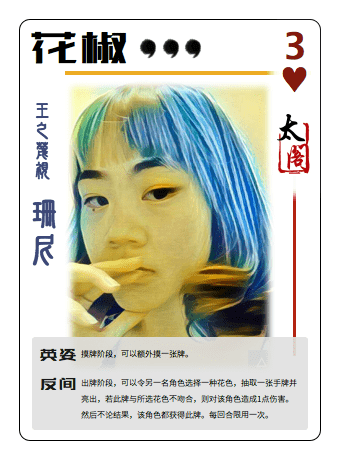 花椒
3
王之蔑視
珊尼
太阁
英姿 摸牌阶段，可以额外摸一张牌。
反间 出牌阶段，可以令另一名角色选择一种花色，抽取一张手牌并
亮出，若此牌与所选花色不吻合，则对该角色造成1点伤害。
然后不论结果，该角色都获得此牌。每回合限用一次。